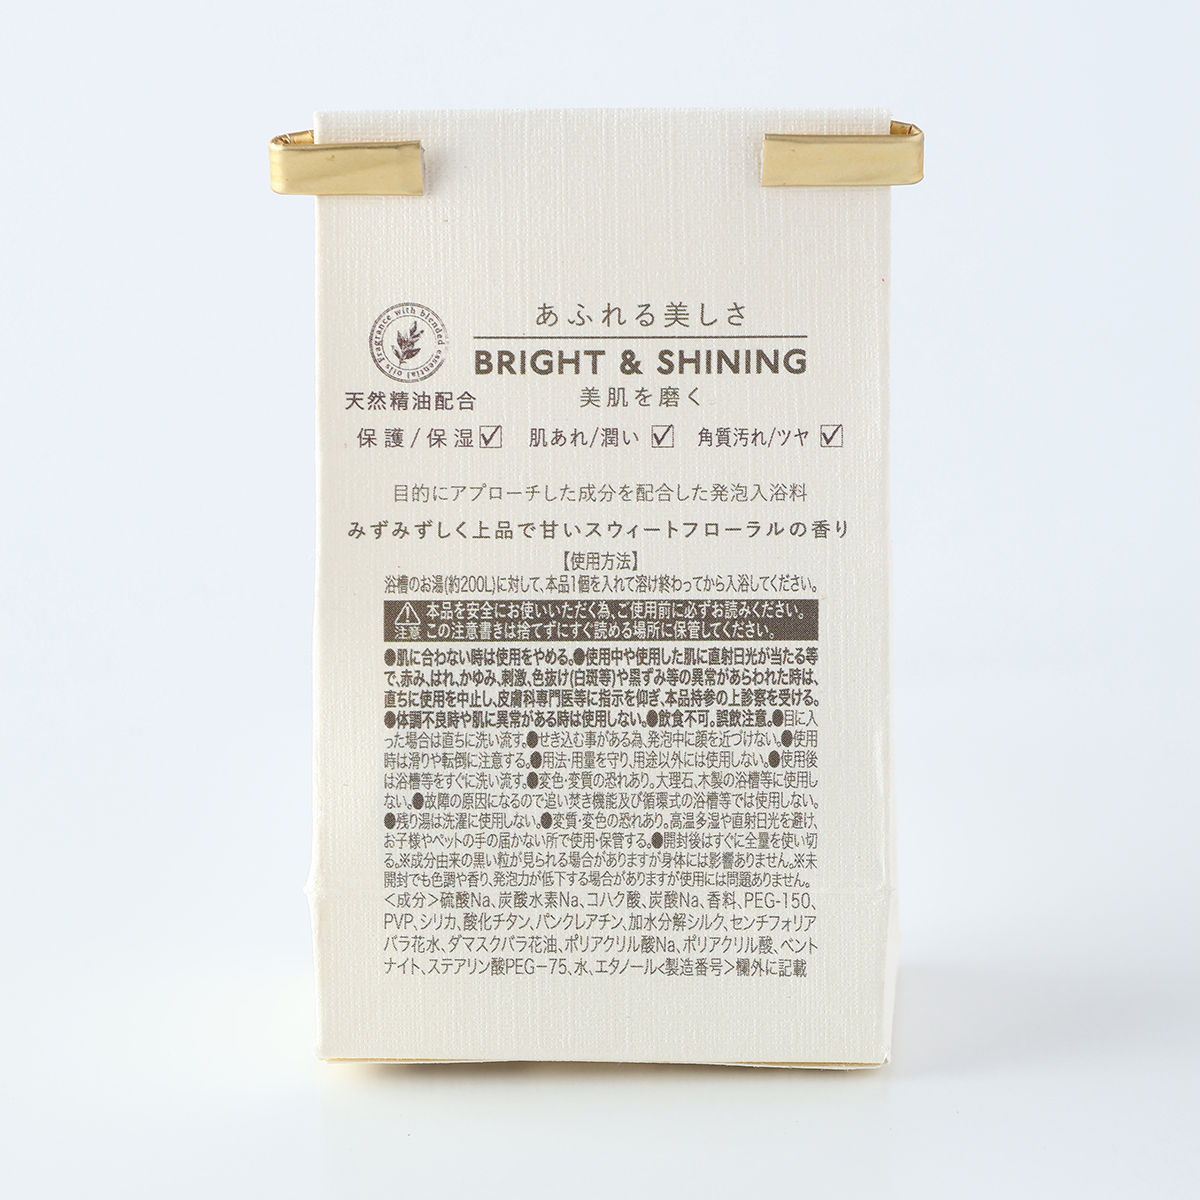 あふれる美しさ
Fragrance with blended essential oils
BRIGHT & SHINING
天然精油配合
美肌を磨く
保護/保湿☑ 肌あれ/潤い ☑ 角質汚れ/ツヤ ☑
目的にアプローチした成分を配合した発泡入浴料
みずみずしく上品で甘いスウィートフローラルの香り
【使用方法】
浴槽のお湯(約200L)に対して、本品1個を入れて溶け終わってから入浴してください。
注意
本品を安全にお使いいただく為、ご使用前に必ずお読みください。
この注意書きは捨てずにすぐ読める場所に保管してください。
●肌に合わない時は使用をやめる。●使用中や使用した肌に直射日光が当たる等
で、赤み、はれ、かゆみ、刺激、色抜け(白斑等)や黒ずみ等の異常があらわれた時は、
直ちに使用を中止し、皮膚科専門医等に指示を仰ぎ、本品持参の上診察を受ける。
●体調不良時や肌に異常がある時は使用しない。●飲食不可。誤飲注意。●目に入
った場合は直ちに洗い流す。●せき込む事がある為、発泡中に顔を近づけない。●使用
時は滑りや転倒に注意する。●用法・用量を守り、用途以外には使用しない。●使用後
は浴槽等をすぐに洗い流す。●変色・変質の恐れあり。大理石、木製の浴槽等に使用し
ない。●故障の原因になるので追い焚き機能及び循環式の浴槽等では使用しない。
●残り湯は洗濯に使用しない。●変質・変色の恐れあり。高温多湿や直射日光を避け、
お子様やペットの手の届かない所で使用・保管する。●開封後はすぐに全量を使い切
る。※成分由来の黒い粒が見られる場合がありますが身体には影響ありません。※未
開封でも色調や香り、発泡力が低下する場合がありますが使用には問題ありません。
<成分>硫酸Na、炭酸水素Na、コハク酸、炭酸Na、香料、PEG-150、
PVP、シリカ、酸化チタン、パンクレアチン、加水分解シルク、センチフォリア
バラ花水、ダマスクバラ花油、ポリアクリル酸Na、ポリアクリル酸、ベント
ナイト、ステアリン酸PEG-75、水、エタノール<製造番号>欄外に記載